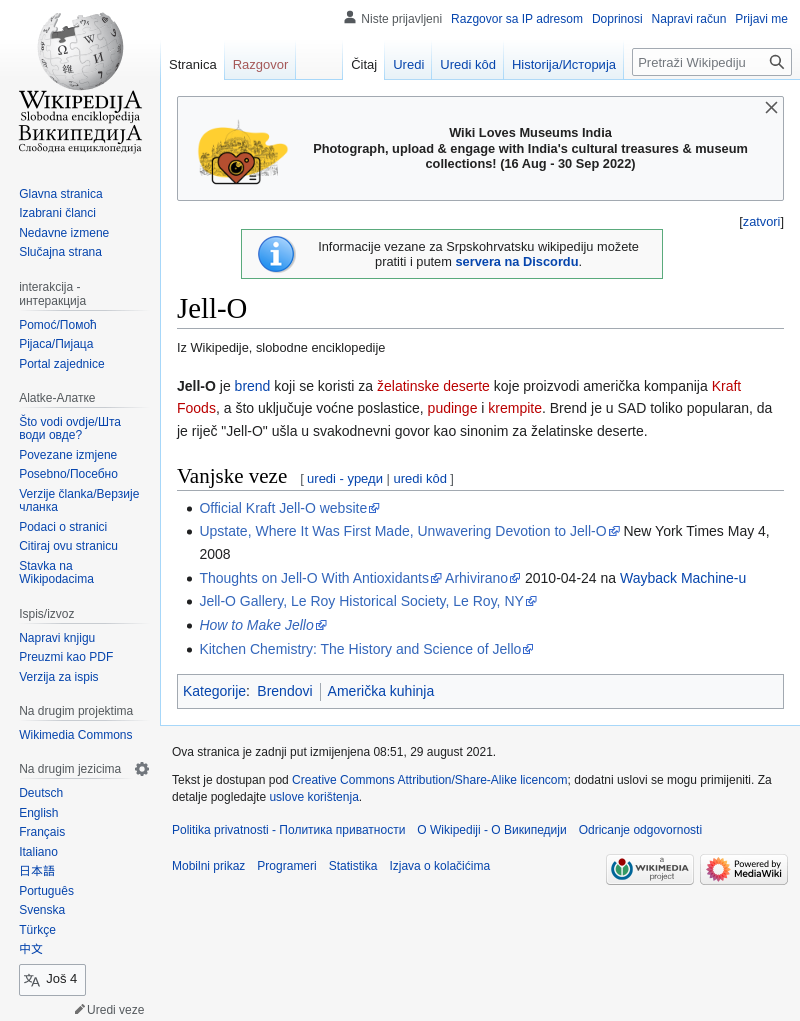 Niste prijavljeni Razgovor sa IP adresom Doprinosi Napravi račun Prijavi me
Stranica Razgovor Čitaj Uredi Uredi kôd Historija/Историја Pretraži Wikipediju
WIKIPEDIJA
Slobodna enciklopedija
ВИКИПЕДИЈА
Слободна енциклопедија
Glavna stranica
Izabrani članci
Nedavne izmene
Slučajna strana
interakcija -
интеракција
Pomoć/Помоћ
Pijaca/Пијаца
Portal zajednice
Alatke-Алатке
Što vodi ovdje/Шта
води овде?
Povezane izmjene
Posebno/Посебно
Verzije članka/Верзије
чланка
Podaci o stranici
Citiraj ovu stranicu
Stavka na
Wikipodacima
Ispis/izvoz
Napravi knjigu
Preuzmi kao PDF
Verzija za ispis
Na drugim projektima
Wikimedia Commons
Na drugim jezicima
Deutsch
English
Français
Italiano
日本語
Português
Svenska
Türkçe
中文
Još 4
Uredi veze
Wiki Loves Museums India
Photograph, upload & engage with India's cultural treasures & museum
collections! (16 Aug - 30 Sep 2022)
[zatvori]
Informacije vezane za Srpskohrvatsku wikipediju možete
pratiti i putem servera na Discordu.
Jell-O
Iz Wikipedije, slobodne enciklopedije
Jell-O je brend koji se koristi za želatinske deserte koje proizvodi američka kompanija Kraft
Foods, a što uključuje voćne poslastice, pudinge i krempite. Brend je u SAD toliko popularan, da
je riječ "Jell-O" ušla u svakodnevni govor kao sinonim za želatinske deserte.
Vanjske veze [ uredi - уреди | uredi kôd ]
Official Kraft Jell-O website
Upstate, Where It Was First Made, Unwavering Devotion to Jell-O New York Times May 4,
2008
Thoughts on Jell-O With Antioxidants Arhivirano 2010-04-24 na Wayback Machine-u
Jell-O Gallery, Le Roy Historical Society, Le Roy, NY
How to Make Jello
Kitchen Chemistry: The History and Science of Jello
Kategorije: Brendovi Američka kuhinja
Ova stranica je zadnji put izmijenjena 08:51, 29 august 2021.
Tekst je dostupan pod Creative Commons Attribution/Share-Alike licencom; dodatni uslovi se mogu primijeniti. Za
detalje pogledajte uslove korištenja.
Politika privatnosti - Политика приватности O Wikipediji - О Википедији Odricanje odgovornosti
Mobilni prikaz Programeri Statistika Izjava o kolačićima
a
WIKIMEDIA
project
Powered by
MediaWiki